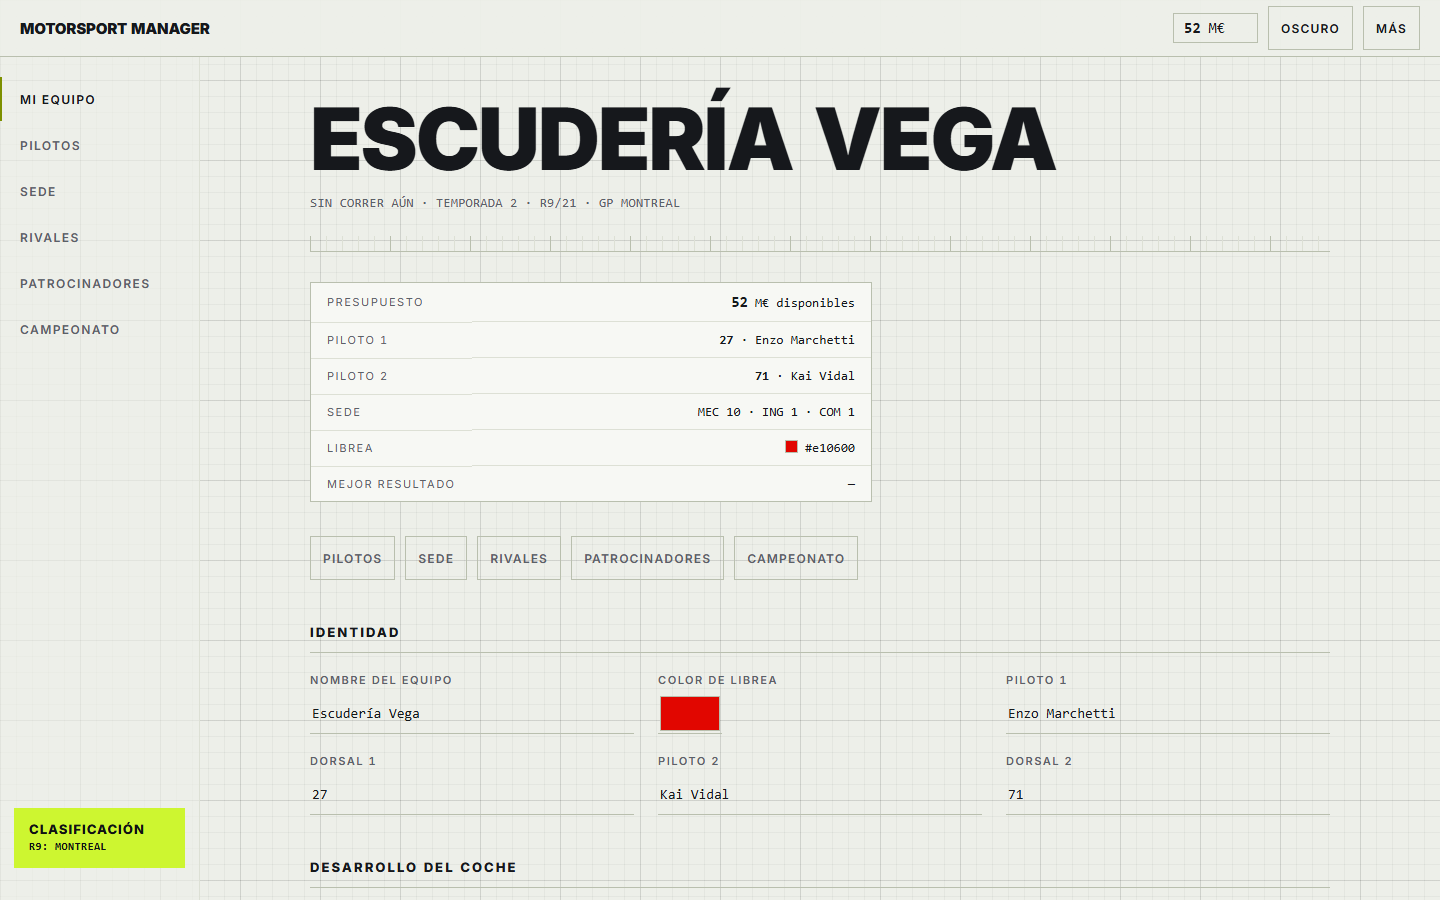 MOTORSPORT MANAGER
52 M€
OSCURO
MÁS
MI EQUIPO
PILOTOS
SEDE
RIVALES
PATROCINADORES
CAMPEONATO
CLASIFICACIÓN
R9: MONTREAL
ESCUDERÍA VEGA
SIN CORRER AÚN · TEMPORADA 2 · R9/21 · GP MONTREAL
PRESUPUESTO 52 M€ disponibles
PILOTO 1 27 · Enzo Marchetti
PILOTO 2 71 · Kai Vidal
SEDE MEC 10 · ING 1 · COM 1
LIBREA #e10600
MEJOR RESULTADO —
PILOTOS SEDE RIVALES PATROCINADORES CAMPEONATO
IDENTIDAD
NOMBRE DEL EQUIPO COLOR DE LIBREA PILOTO 1
Escudería Vega Enzo Marchetti
DORSAL 1 PILOTO 2 DORSAL 2
27 Kai Vidal 71
DESARROLLO DEL COCHE